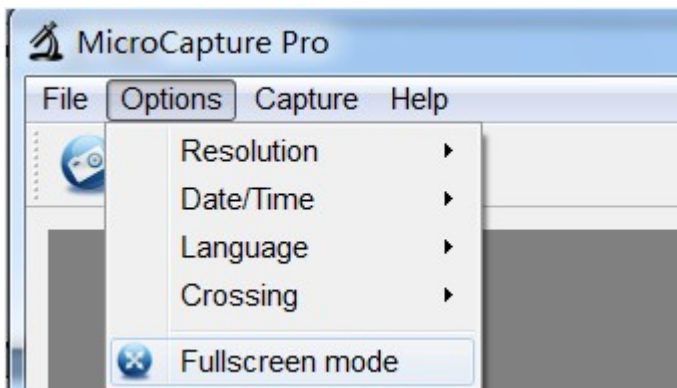 MicroCapture Pro
File Options Capture Help
Resolution
Date/Time
Language
Crossing
Fullscreen mode